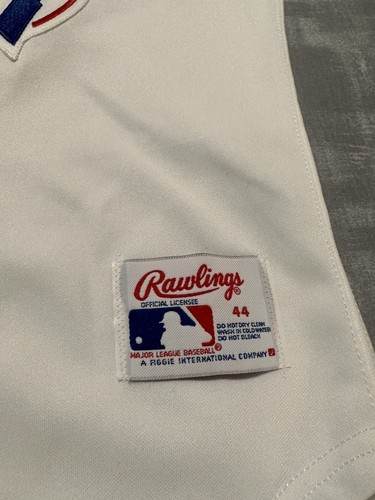 Rawlings®
OFFICIAL LICENSEE
44
DO NOT DRY CLEAN
WASH IN COLD WATER
DO NOT BLEACH
MAJOR LEAGUE BASEBALL
A FIGGIE INTERNATIONAL COMPANY